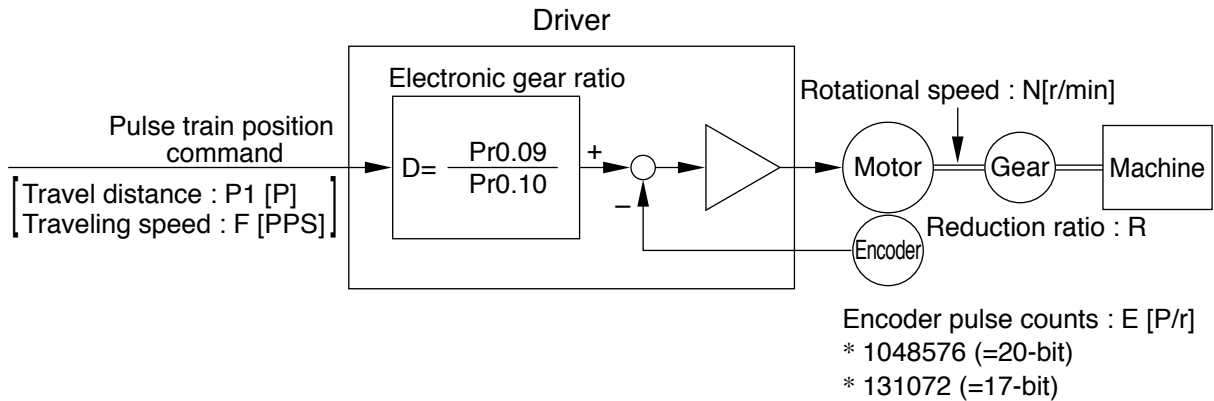 Driver
Electronic gear ratio
Rotational speed : N[r/min]
Pulse train position
command
D= Pr0.09
Pr0.10
+
−
Motor
Gear
Machine
Travel distance : P1 [P]
Traveling speed : F [PPS]
Encoder
Reduction ratio : R
Encoder pulse counts : E [P/r]
* 1048576 (=20-bit)
* 131072 (=17-bit)